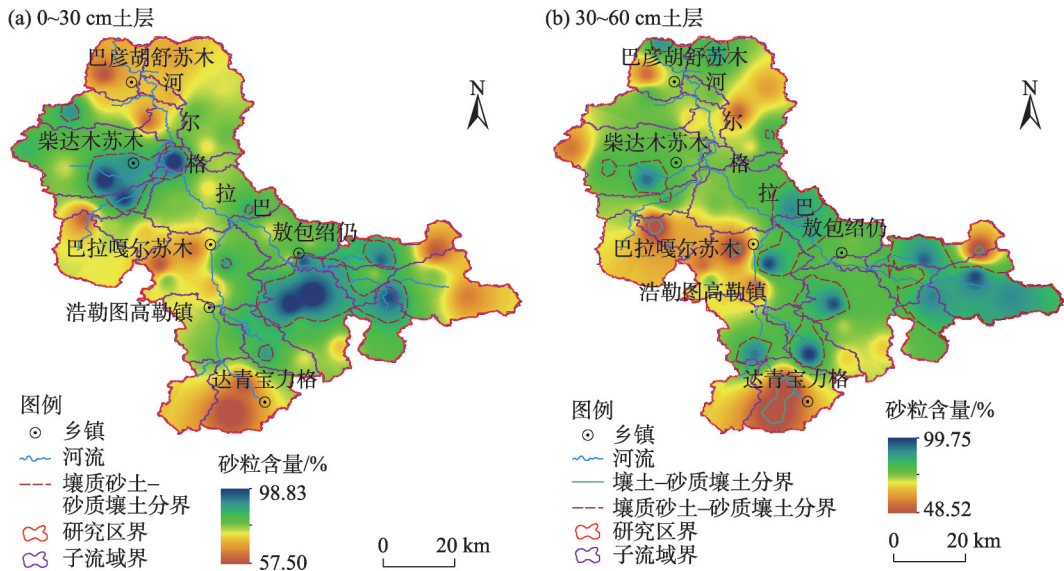 (a) 0~30 cm土层
巴彦胡舒苏木
河
尔
柴达木苏木
格
拉
巴
敖包绍仍
巴拉嘎尔苏木
浩勒图高勒镇
达青宝力格
N
图例
乡镇
河流
壤质砂土–
砂质壤土分界
研究区界
子流域界
砂粒含量/%
98.83
57.50
0 20 km
(b) 30~60 cm土层
巴彦胡舒苏木
河
尔
柴达木苏木
格
拉
巴
敖包绍仍
巴拉嘎尔苏木
浩勒图高勒镇
达青宝力格
N
图例
乡镇
河流
壤土–砂质壤土分界
壤质砂土–砂质壤土分界
研究区界
子流域界
砂粒含量/%
99.75
48.52
0 20 km